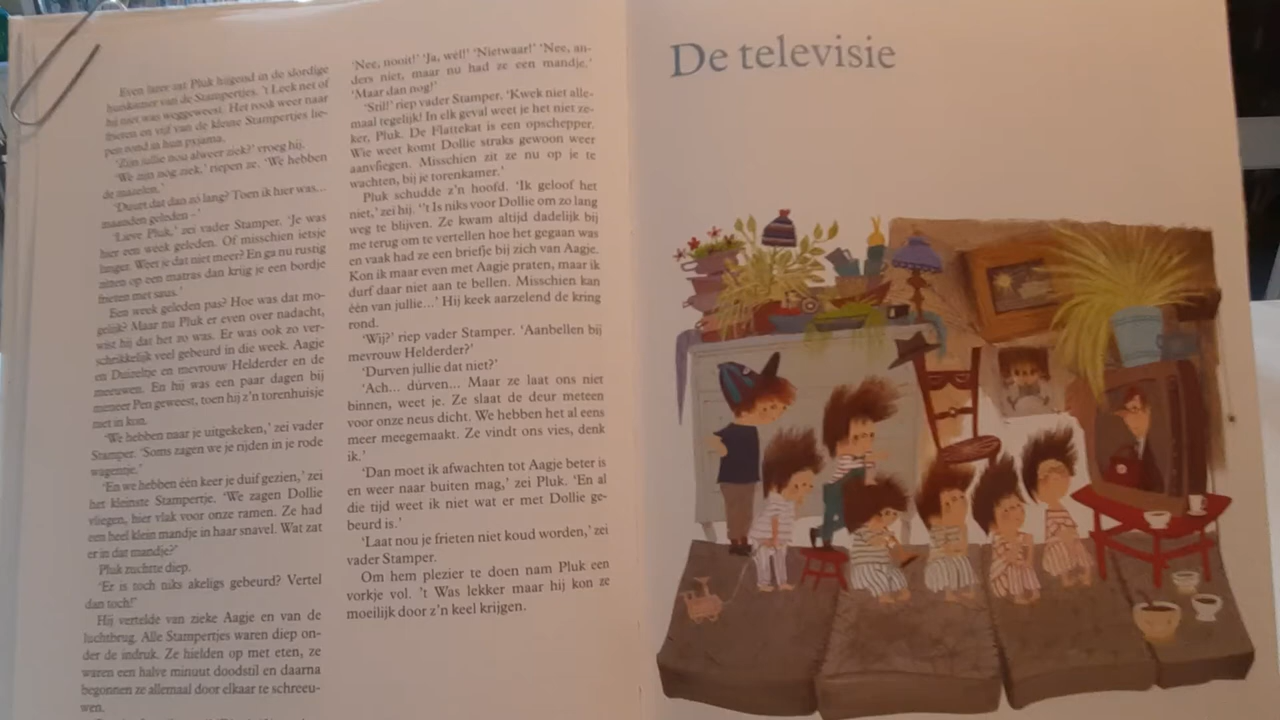 Even later zat Pluk hijgend in de slordige
huiskamer van de Stampertjes. 't Leek net of
hij niet was weggeweest. Het rook weer naar
frieten en vijf van de kleine Stampertjes lie-
pen rond in hun pyjama.
'Zijn jullie nou alweer ziek?' vroeg hij.
'We zijn nóg ziek,' riepen ze. 'We hebben
de mazelen.'
'Duurt dat dan zó lang? Toen ik hier was...
maanden geleden –'
'Lieve Pluk,' zei vader Stamper. 'Je was
hier een week geleden. Of misschien ietsje
langer. Weet je dat niet meer? En ga nu rustig
zitten op een matras dan krijg je een bordje
frieten met saus.'
Een week geleden pas? Hoe was dat mo-
gelijk? Maar nu Pluk er even over nadacht,
wist hij dat het zo was. Er was ook zo ver-
schrikkelijk veel gebeurd in die week. Aagje
en Duizeltje en mevrouw Helderder en de
meeuwen. En hij was een paar dagen bij
meneer Pen geweest, toen hij z'n torenhuisje
niet in kon.
'We hebben naar je uitgekeken,' zei vader
Stamper. 'Soms zagen we je rijden in je rode
wagentje.'
'En we hebben één keer je duif gezien,' zei
het kleinste Stampertje. 'We zagen Dollie
vliegen, hier vlak voor onze ramen. Ze had
een heel klein mandje in haar snavel. Wat zat
er in dat mandje?'
Pluk zuchtte diep.
'Er is toch niks akeligs gebeurd? Vertel
dan toch!'
Hij vertelde van zieke Aagje en van de
luchtbrug. Alle Stampertjes waren diep on-
der de indruk. Ze hielden op met eten, ze
waren een halve minuut doodstil en daarna
begonnen ze allemaal door elkaar te schreeu-
wen.
'Nee, nooit!' 'Ja, wél!' 'Nietwaar!' 'Nee, an-
ders niet, maar nu had ze een mandje.'
'Maar dan nog!'
'Stil!' riep vader Stamper. 'Kwek niet alle-
maal tegelijk! In elk geval weet je het niet ze-
ker, Pluk. De Flattekat is een opschepper.
Wie weet komt Dollie straks gewoon weer
aanvliegen. Misschien zit ze nu op je te
wachten, bij je torenkamer.'
Pluk schudde z'n hoofd. 'Ik geloof het
niet,' zei hij. ''t Is niks voor Dollie om zo lang
weg te blijven. Ze kwam altijd dadelijk bij
me terug om te vertellen hoe het gegaan was
en vaak had ze een briefje bij zich van Aagje.
Kon ik maar even met Aagje praten, maar ik
durf daar niet aan te bellen. Misschien kan
één van jullie...' Hij keek aarzelend de kring
rond.
'Wij?' riep vader Stamper. 'Aanbellen bij
mevrouw Helderder?'
'Durven jullie dat niet?'
'Ach... dúrven... Maar ze laat ons niet
binnen, weet je. Ze slaat de deur meteen
voor onze neus dicht. We hebben het al eens
meer meegemaakt. Ze vindt ons vies, denk
ik.'
'Dan moet ik afwachten tot Aagje beter is
en weer naar buiten mag,' zei Pluk. 'En al
die tijd weet ik niet wat er met Dollie ge-
beurd is.'
'Laat nou je frieten niet koud worden,' zei
vader Stamper.
Om hem plezier te doen nam Pluk een
vorkje vol. 't Was lekker maar hij kon ze
moeilijk door z'n keel krijgen.
De televisie